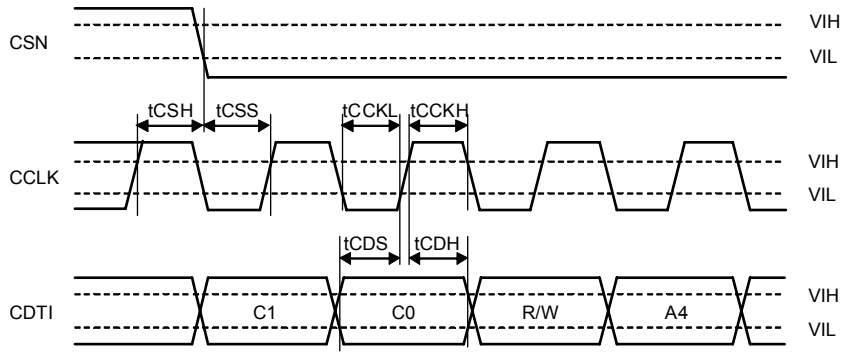 VIH
CSN
VIL
tCSH tCSS tCCKL tCCKH
VIH
CCLK
VIL
tCDS tCDH
VIH
CDTI C1 C0 R/W A4
VIL